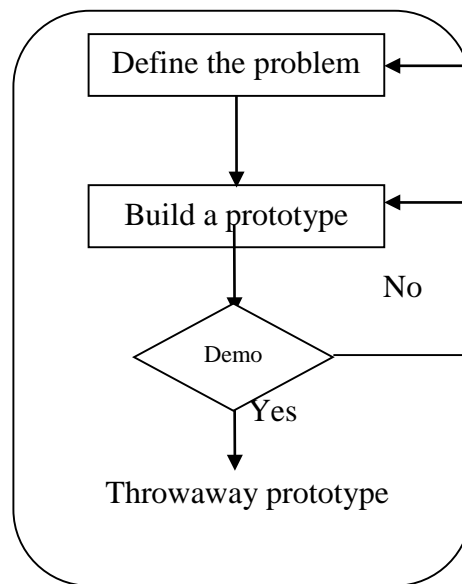 Define the problem
Build a prototype
No
Demo
Yes
Throwaway prototype